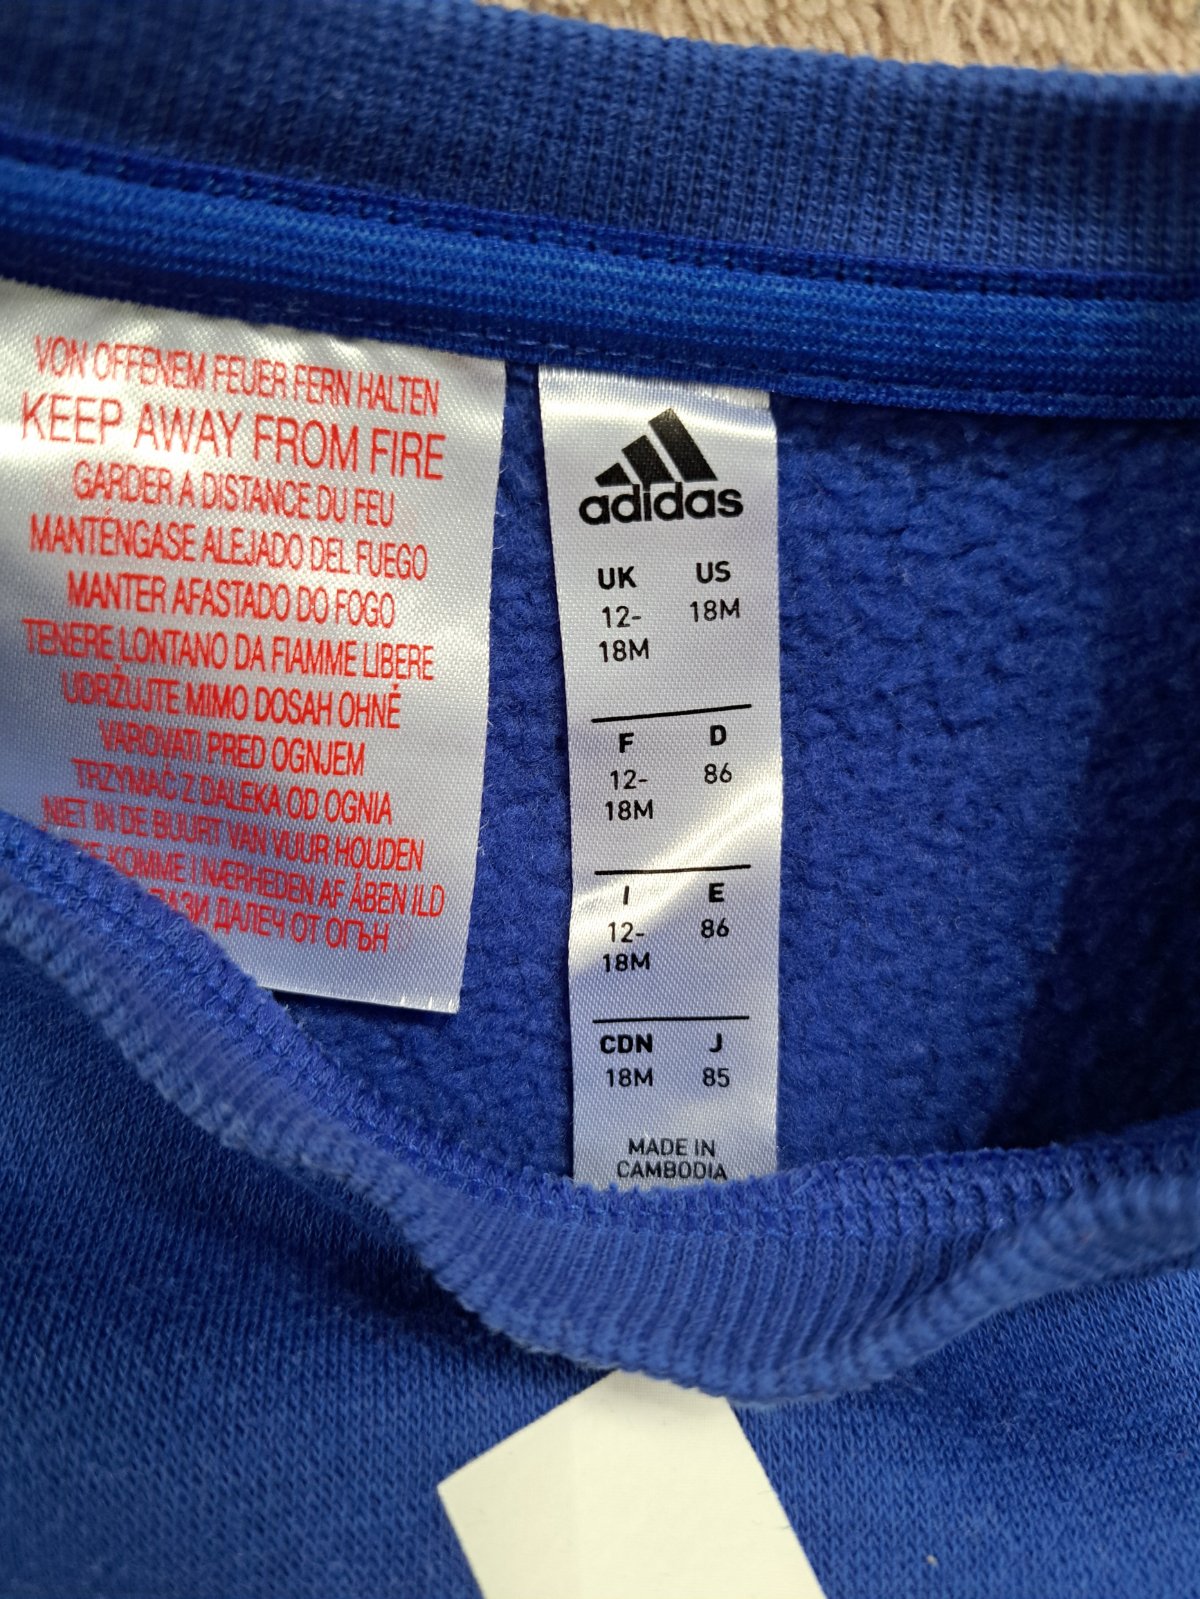 VON OFFENEM FEUER FERN HALTEN
KEEP AWAY FROM FIRE
GARDER A DISTANCE DU FEU
MANTÉNGASE ALEJADO DEL FUEGO
MANTER AFASTADO DO FOGO
TENERE LONTANO DA FIAMME LIBERE
UDRŽUJTE MIMO DOSAH OHNĚ
VAROVATI PRED OGNJEM
TRZYMAĆ Z DALEKA OD OGNIA
NIET IN DE BUURT VAN VUUR HOUDEN
KOMME I NÆRHEDEN AF ÅBEN ILD
ДАЛЕЧ ОТ ОГЪН
adidas
UK US
12- 18M
18M
F D
12- 86
18M
I E
12- 86
18M
CDN J
18M 85
MADE IN
CAMBODIA